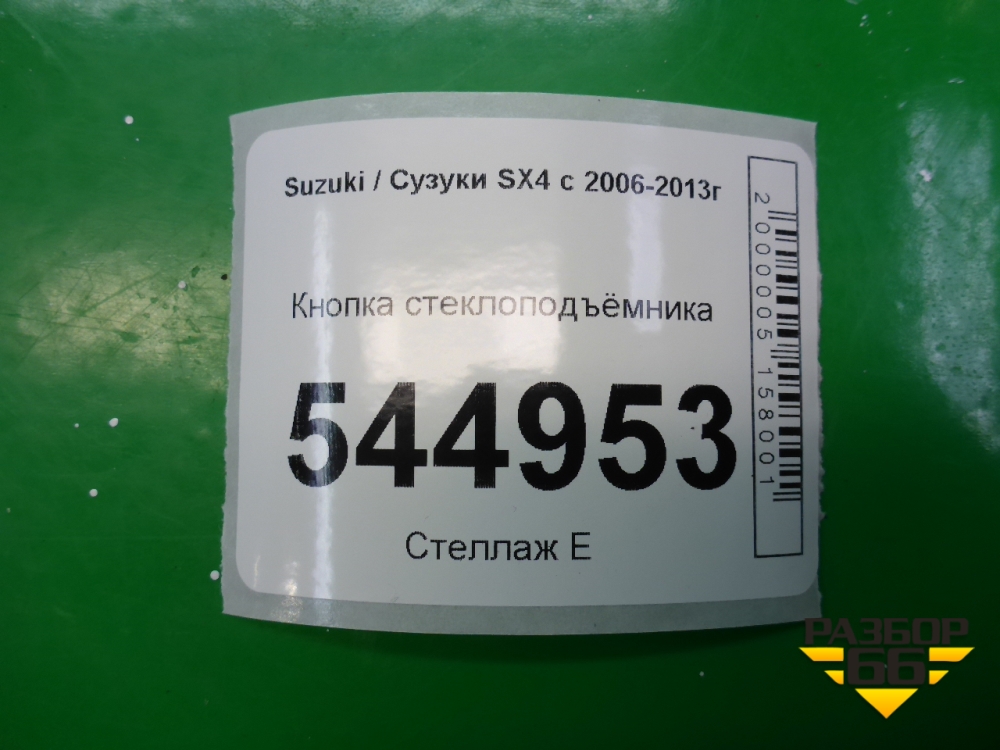 Suzuki / Сузуки SX4 с 2006-2013г
Кнопка стеклоподъёмника
544953
Стеллаж Е
2000005158001
РАЗБОР
66